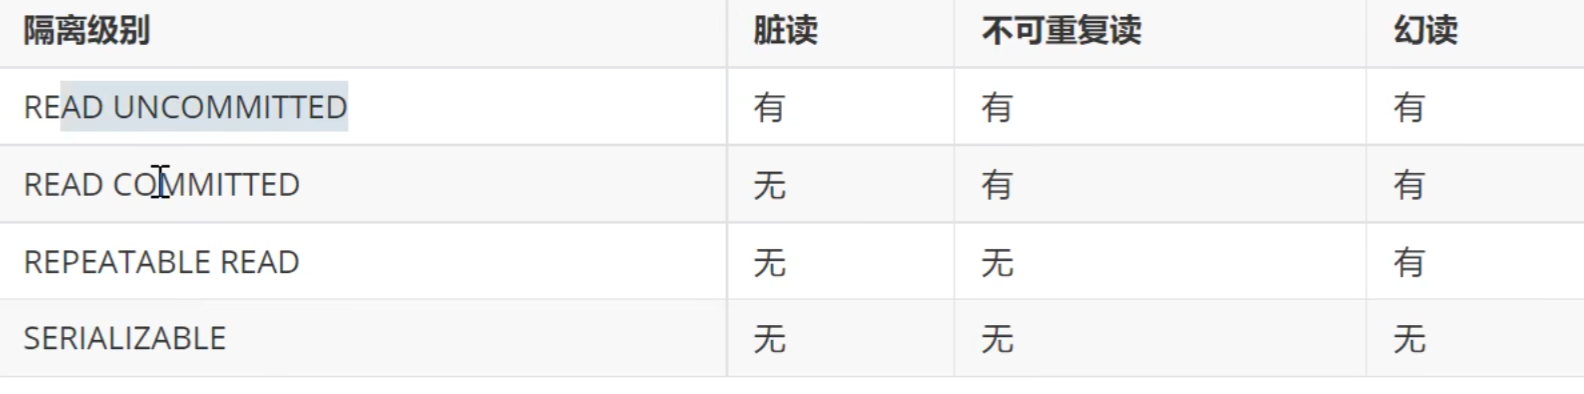 隔离级别 脏读 不可重复读 幻读
READ UNCOMMITTED 有 有 有
READ COMMITTED 无 有 有
REPEATABLE READ 无 无 有
SERIALIZABLE 无 无 无